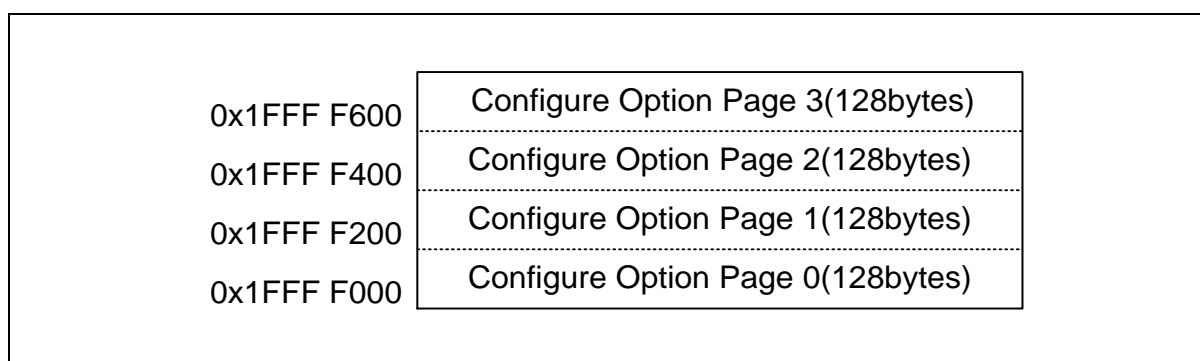 Configure Option Page 3(128bytes)
0x1FFF F600
Configure Option Page 2(128bytes)
0x1FFF F400
Configure Option Page 1(128bytes)
0x1FFF F200
Configure Option Page 0(128bytes)
0x1FFF F000